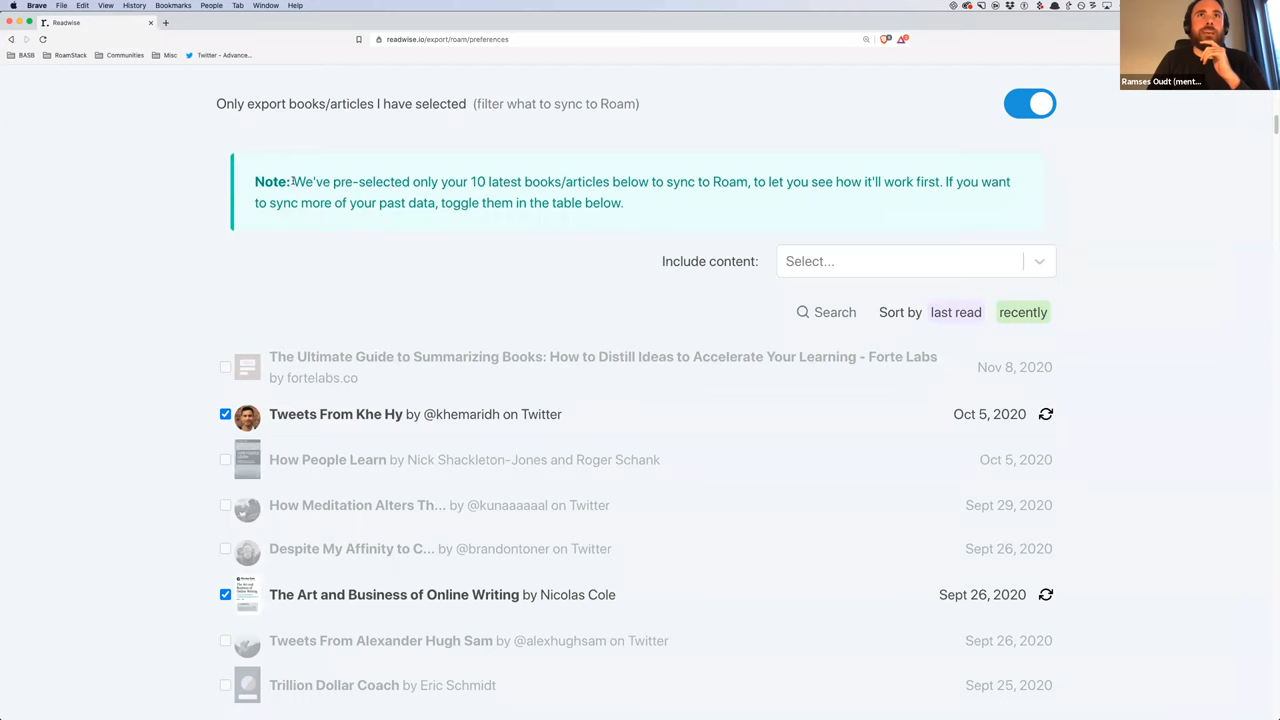 Brave File Edit View History Bookmarks People Tab Window Help
Readwise
readwise.io/export/roam/preferences
BASB RoamStack Communities Misc Twitter - Advance...
Ramses Oudt (ment...
Only export books/articles I have selected (filter what to sync to Roam)
Note: We've pre-selected only your 10 latest books/articles below to sync to Roam, to let you see how it'll work first. If you want
to sync more of your past data, toggle them in the table below.
Include content: Select...
Search Sort by last read recently
The Ultimate Guide to Summarizing Books: How to Distill Ideas to Accelerate Your Learning - Forte Labs
by fortelabs.co
Nov 8, 2020
Tweets From Khe Hy by @khemaridh on Twitter Oct 5, 2020
How People Learn by Nick Shackleton-Jones and Roger Schank Oct 5, 2020
How Meditation Alters Th... by @kunaaaaaal on Twitter Sept 29, 2020
Despite My Affinity to C... by @brandontoner on Twitter Sept 26, 2020
The Art and Business of Online Writing by Nicolas Cole Sept 26, 2020
Tweets From Alexander Hugh Sam by @alexhughsam on Twitter Sept 26, 2020
Trillion Dollar Coach by Eric Schmidt Sept 25, 2020